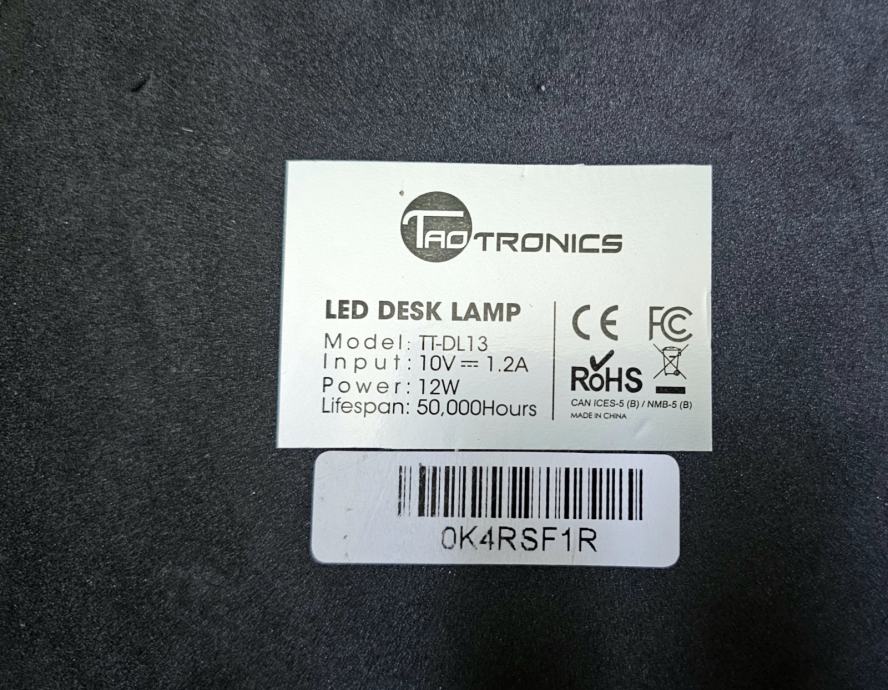 TAOTRONICS
LED DESK LAMP
Model: TT-DL13
Input: 10V⎓1.2A
Power: 12W
Lifespan: 50,000Hours
CE FC
RoHS
CAN ICES-5 (B) / NMB-5 (B)
MADE IN CHINA
0K4RSF1R